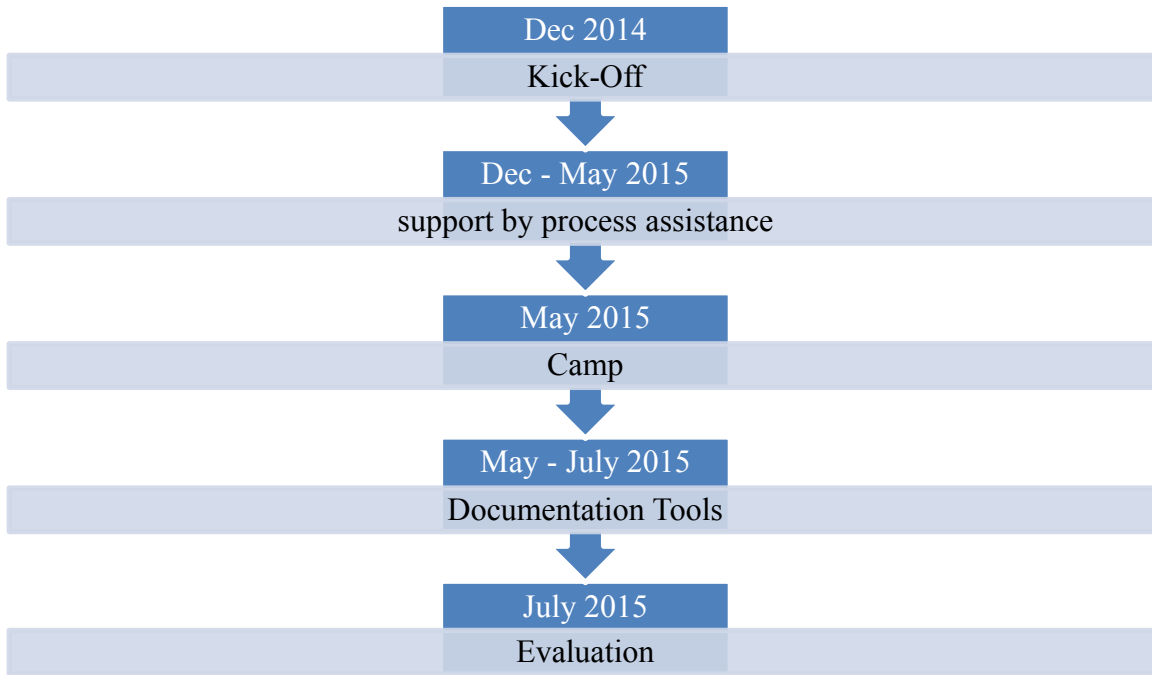 Dec 2014
Kick-Off
Dec - May 2015
support by process assistance
May 2015
Camp
May - July 2015
Documentation Tools
July 2015
Evaluation